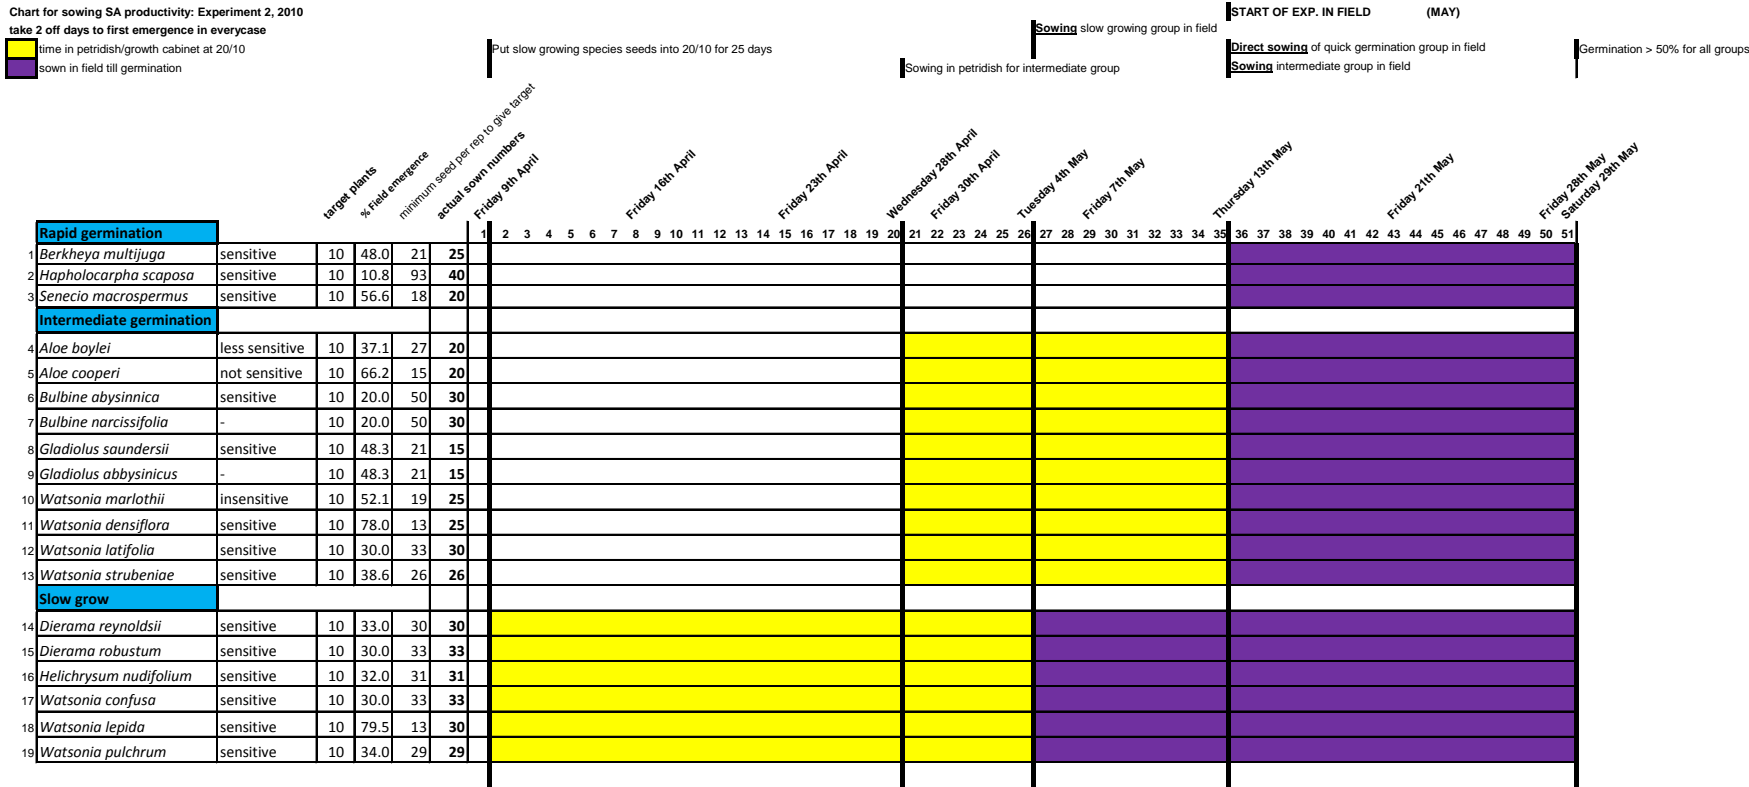 Chart for sowing SA productivity: Experiment 2, 2010
START OF EXP. IN FIELD (MAY)
take 2 off days to first emergence in everycase
Sowing slow growing group in field
time in petridish/growth cabinet at 20/10
Put slow growing species seeds into 20/10 for 25 days
Direct sowing of quick germination group in field
Germination > 50% for all groups
sown in field till germination
Sowing in petridish for intermediate group
Sowing intermediate group in field
target plants
% Field emergence
minimum seed per rep to give target
actual sown numbers
Friday 9th April
Friday 16th April
Friday 23th April
Wednesday 28th April
Friday 30th April
Tuesday 4th May
Friday 7th May
Thursday 13th May
Friday 21th May
Friday 28th May
Saturday 29th May
Rapid germination 1 2 3 4 5 6 7 8 9 10 11 12 13 14 15 16 17 18 19 20 21 22 23 24 25 26 27 28 29 30 31 32 33 34 35 36 37 38 39 40 41 42 43 44 45 46 47 48 49 50 51
1 Berkheya multijuga sensitive 10 48.0 21 25
2 Hapholocarpha scaposa sensitive 10 10.8 93 40
3 Senecio macrospermus sensitive 10 56.6 18 20
Intermediate germination
4 Aloe boylei less sensitive 10 37.1 27 20
5 Aloe cooperi not sensitive 10 66.2 15 20
6 Bulbine abysinnica sensitive 10 20.0 50 30
7 Bulbine narcissifolia - 10 20.0 50 30
8 Gladiolus saundersii sensitive 10 48.3 21 15
9 Gladiolus abbysinicus - 10 48.3 21 15
10 Watsonia marlothii insensitive 10 52.1 19 25
11 Watsonia densiflora sensitive 10 78.0 13 25
12 Watsonia latifolia sensitive 10 30.0 33 30
13 Watsonia strubeniae sensitive 10 38.6 26 26
Slow grow
14 Dierama reynoldsii sensitive 10 33.0 30 30
15 Dierama robustum sensitive 10 30.0 33 33
16 Helichrysum nudifolium sensitive 10 32.0 31 31
17 Watsonia confusa sensitive 10 30.0 33 33
18 Watsonia lepida sensitive 10 79.5 13 30
19 Watsonia pulchrum sensitive 10 34.0 29 29